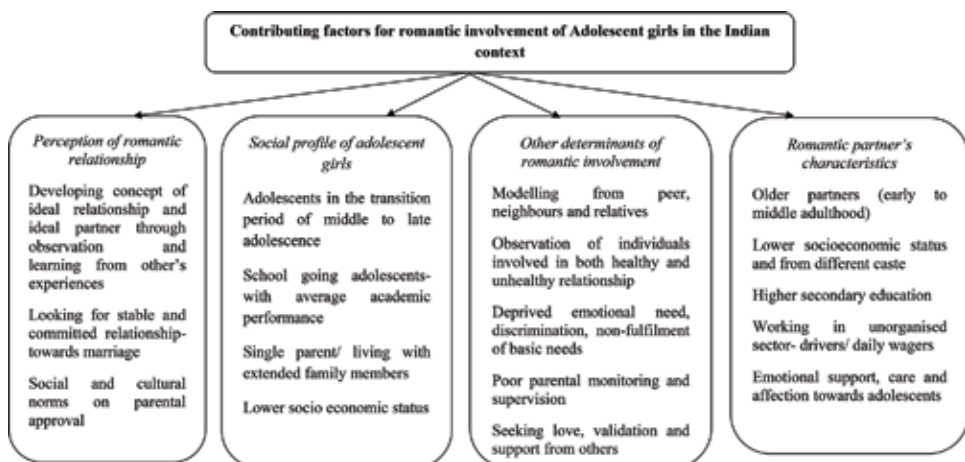 Contributing factors for romantic involvement of Adolescent girls in the Indian
context
Perception of romantic
relationship
Developing concept of
ideal relationship and
ideal partner through
observation and
learning from other's
experiences
Looking for stable and
committed relationship-
towards marriage
Social and cultural
norms on parental
approval
Social profile of adolescent
girls
Adolescents in the transition
period of middle to late
adolescence
School going adolescents-
with average academic
performance
Single parent/ living with
extended family members
Lower socio economic status
Other determinants of
romantic involvement
Modelling from peer,
neighbours and relatives
Observation of individuals
involved in both healthy and
unhealthy relationship
Deprived emotional need,
discrimination, non-fulfilment
of basic needs
Poor parental monitoring and
supervision
Seeking love, validation and
support from others
Romantic partner's
characteristics
Older partners (early to
middle adulthood)
Lower socioeconomic status
and from different caste
Higher secondary education
Working in unorganised
sector- drivers/ daily wagers
Emotional support, care and
affection towards adolescents